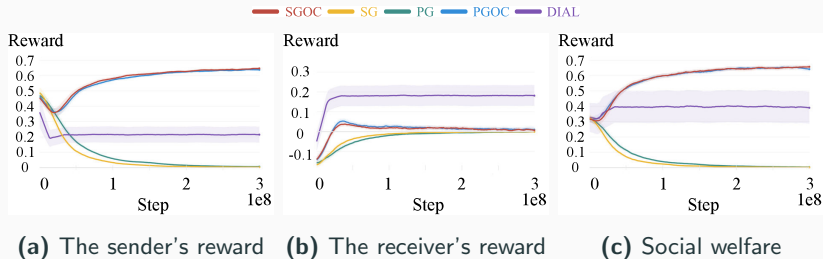 SGOC SG PG PGOC DIAL
Reward
0.7
0.6
0.5
0.4
0.3
0.2
0.1
0
0 1 2 3
Step 1e8
(a) The sender's reward
Reward
0.3
0.2
0.1
0
-0.1
0 1 2 3
Step 1e8
(b) The receiver's reward
Reward
0.7
0.6
0.5
0.4
0.3
0.2
0.1
0
0 1 2 3
Step 1e8
(c) Social welfare